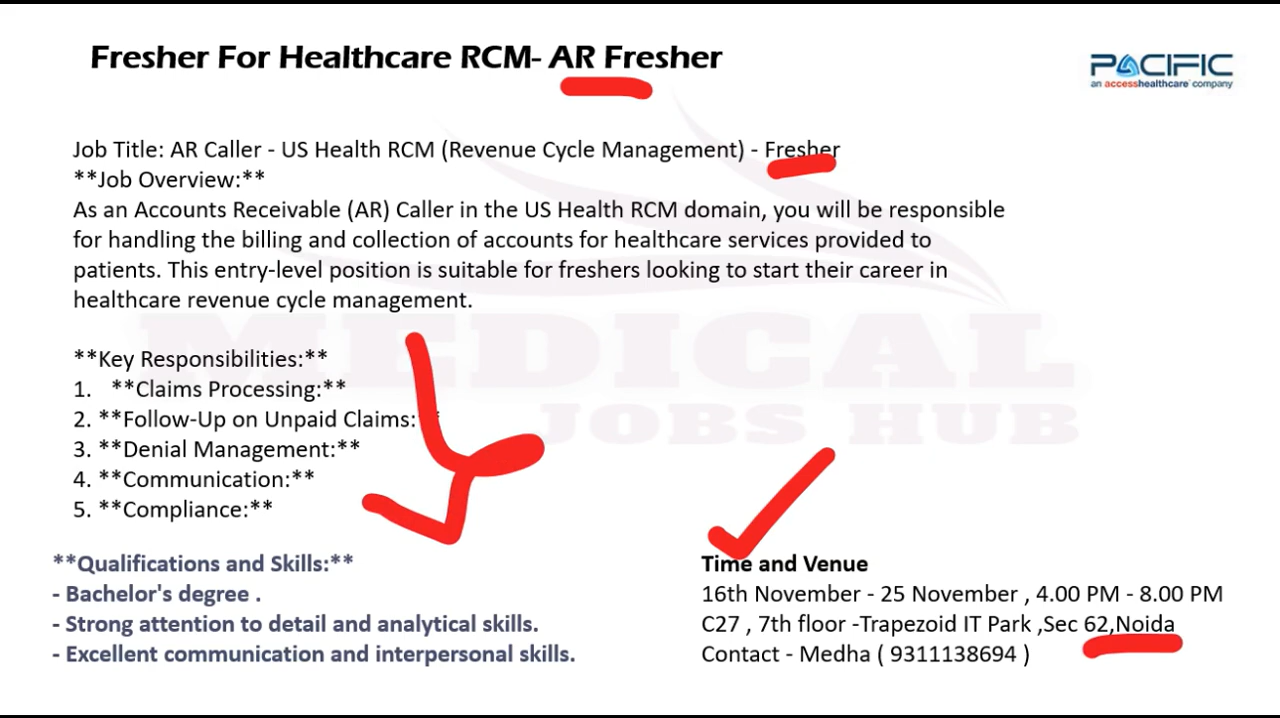 Fresher For Healthcare RCM- AR Fresher
PACIFIC
an accesshealthcare company
Job Title: AR Caller - US Health RCM (Revenue Cycle Management) - Fresher
**Job Overview:**
As an Accounts Receivable (AR) Caller in the US Health RCM domain, you will be responsible
for handling the billing and collection of accounts for healthcare services provided to
patients. This entry-level position is suitable for freshers looking to start their career in
healthcare revenue cycle management.
MEDICAL
JOBS HUB
**Key Responsibilities:**
1. **Claims Processing:**
2. **Follow-Up on Unpaid Claims:**
3. **Denial Management:**
4. **Communication:**
5. **Compliance:**
**Qualifications and Skills:**
- Bachelor's degree .
- Strong attention to detail and analytical skills.
- Excellent communication and interpersonal skills.
Time and Venue
16th November - 25 November , 4.00 PM - 8.00 PM
C27 , 7th floor -Trapezoid IT Park ,Sec 62,Noida
Contact - Medha ( 9311138694 )